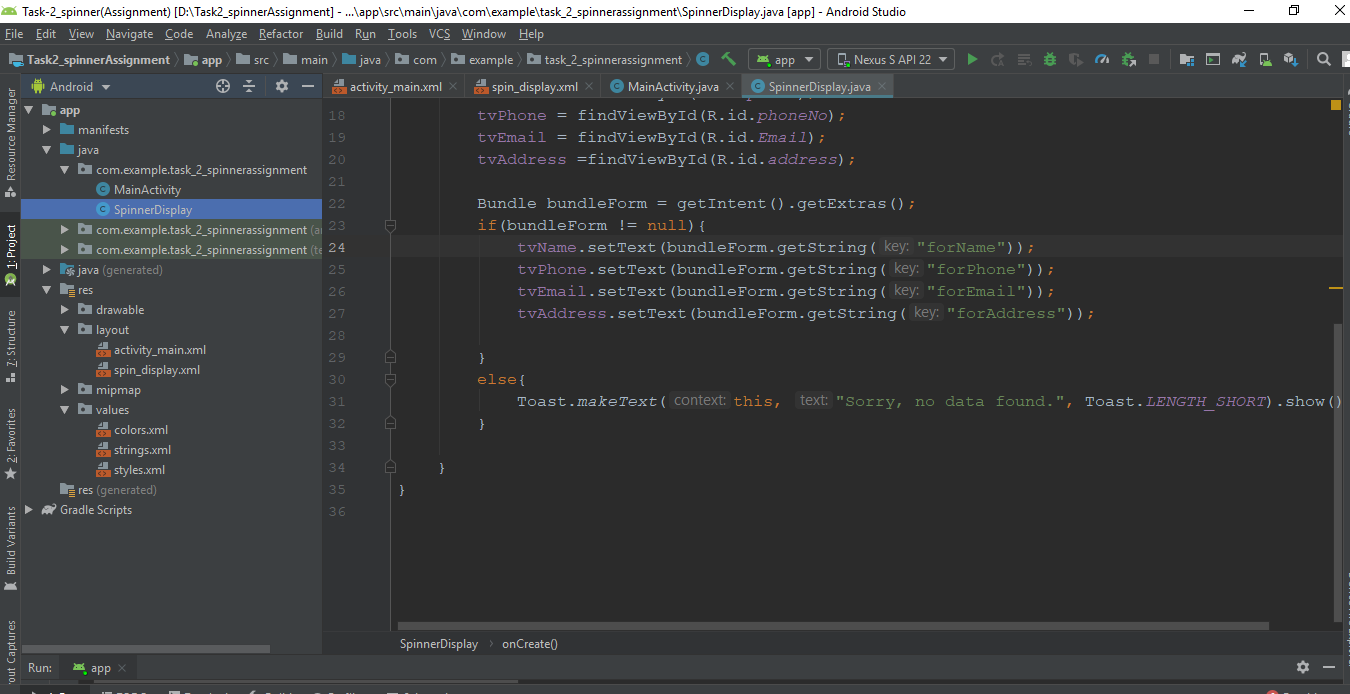 Task-2_spinner(Assignment) [D:\Task2_spinnerAssignment] - ...\app\src\main\java\com\example\task_2_spinnerassignment\SpinnerDisplay.java [app] - Android Studio
File Edit View Navigate Code Analyze Refactor Build Run Tools VCS Window Help
Task2_spinnerAssignment app src main java com example task_2_spinnerassignment app Nexus S API 22
Android
activity_main.xml spin_display.xml MainActivity.java SpinnerDisplay.java
Resource Manager
1: Project
7: Structure
2: Favorites
Build Variants
out Captures
app
manifests
java
com.example.task_2_spinnerassignment
MainActivity
SpinnerDisplay
com.example.task_2_spinnerassignment (a
com.example.task_2_spinnerassignment (te
java (generated)
res
drawable
layout
activity_main.xml
spin_display.xml
mipmap
values
colors.xml
strings.xml
styles.xml
res (generated)
Gradle Scripts
18 tvPhone = findViewById(R.id.phoneNo);
19 tvEmail = findViewById(R.id.Email);
20 tvAddress =findViewById(R.id.address);
21
22 Bundle bundleForm = getIntent().getExtras();
23 if(bundleForm != null){
24 tvName.setText(bundleForm.getString( key: "forName"));
25 tvPhone.setText(bundleForm.getString( key: "forPhone"));
26 tvEmail.setText(bundleForm.getString( key: "forEmail"));
27 tvAddress.setText(bundleForm.getString( key: "forAddress"));
28
29 }
30 else{
31 Toast.makeText( context: this, text: "Sorry, no data found.", Toast.LENGTH_SHORT).show()
32 }
33
34 }
35 }
36
SpinnerDisplay onCreate()
Run: app